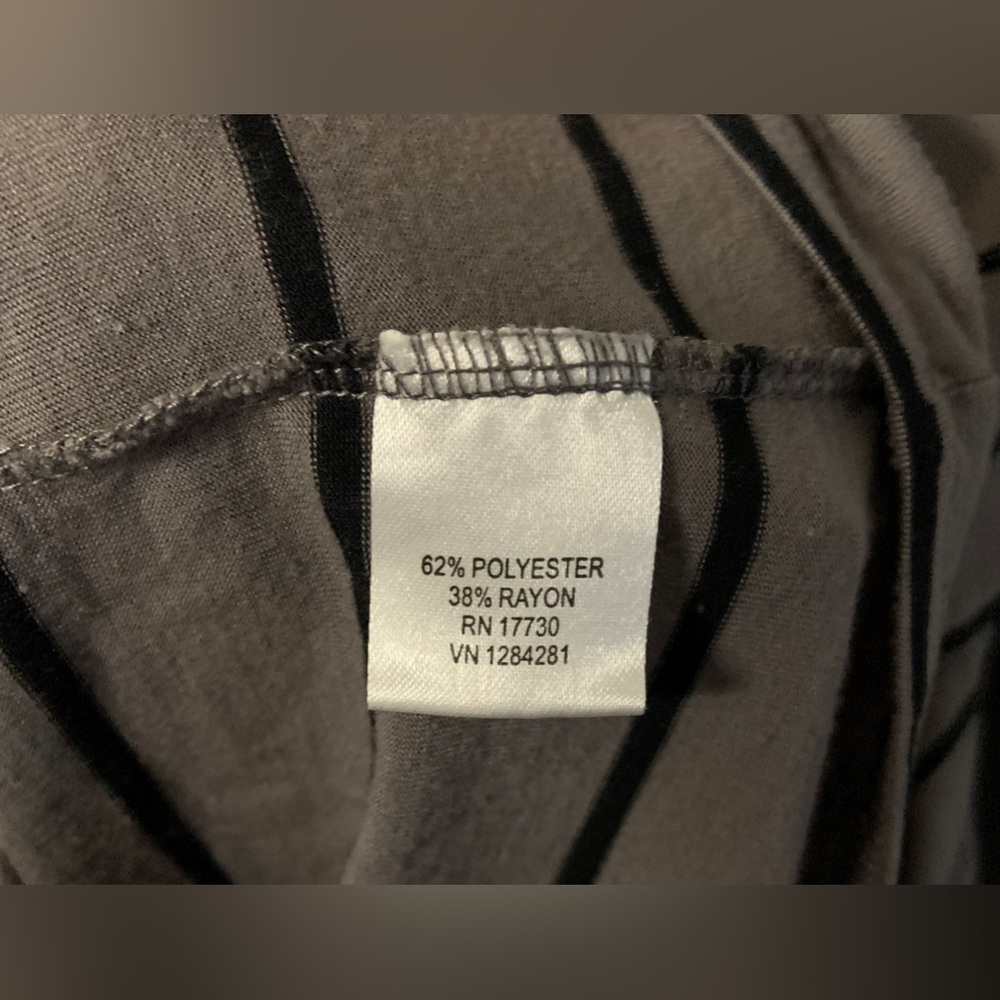 62% POLYESTER
38% RAYON
RN 17730
VN 1284281